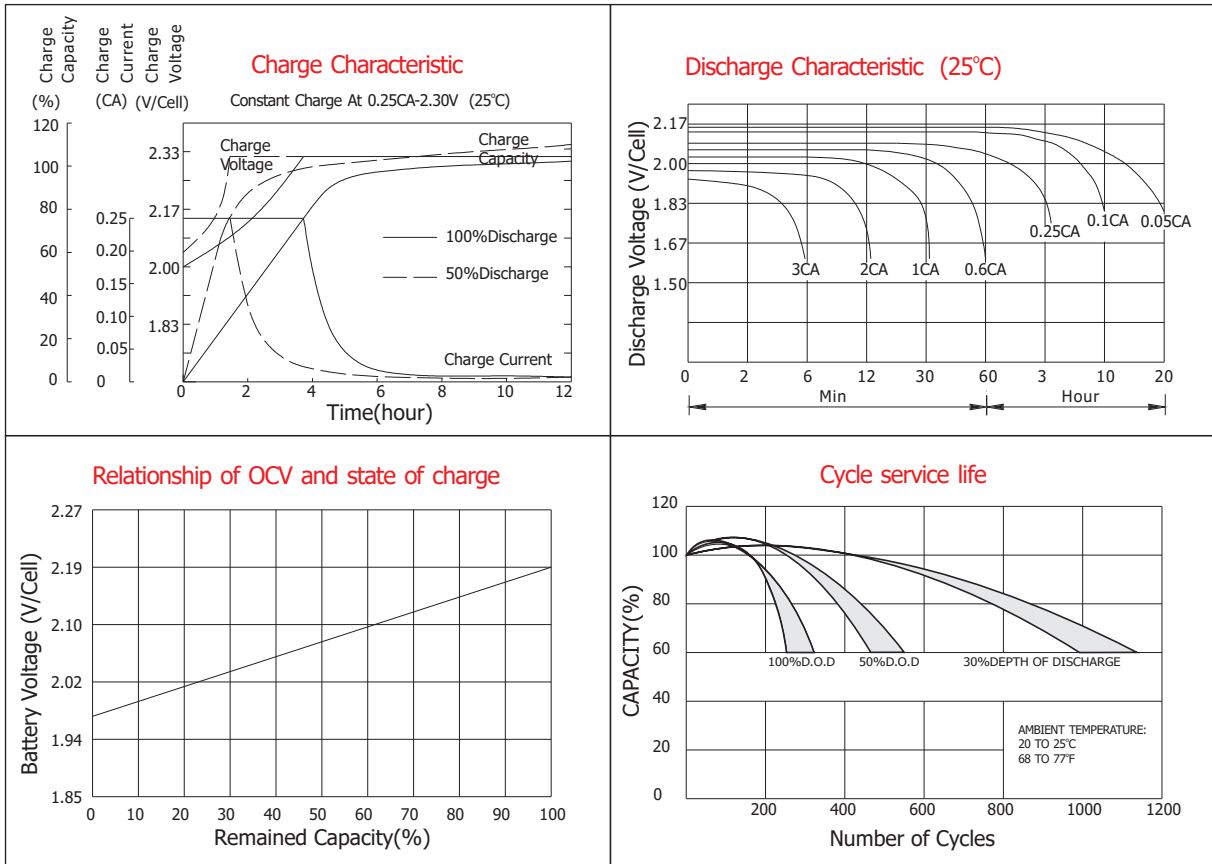 Charge Capacity
Charge Current
Charge Voltage
(%) (CA) (V/Cell)
Charge Characteristic
Constant Charge At 0.25CA-2.30V (25°C)
120
100
80
60
40
20
0
0.25
0.20
0.15
0.10
0.05
0
2.33
2.17
2.00
1.83
Charge Voltage
Charge Capacity
100%Discharge
50%Discharge
Charge Current
0 2 4 6 8 10 12
Time(hour)
Discharge Characteristic (25°C)
Discharge Voltage (V/Cell)
2.17
2.00
1.83
1.67
1.50
3CA 2CA 1CA 0.6CA 0.25CA 0.1CA 0.05CA
0 2 6 12 30 60 3 10 20
Min Hour
Relationship of OCV and state of charge
Battery Voltage (V/Cell)
2.27
2.19
2.10
2.02
1.94
1.85
0 10 20 30 40 50 60 70 80 90 100
Remained Capacity(%)
Cycle service life
CAPACITY(%)
120
100
80
60
40
20
0
100%D.O.D 50%D.O.D 30%DEPTH OF DISCHARGE
AMBIENT TEMPERATURE:
20 TO 25°C
68 TO 77°F
200 400 600 800 1000 1200
Number of Cycles